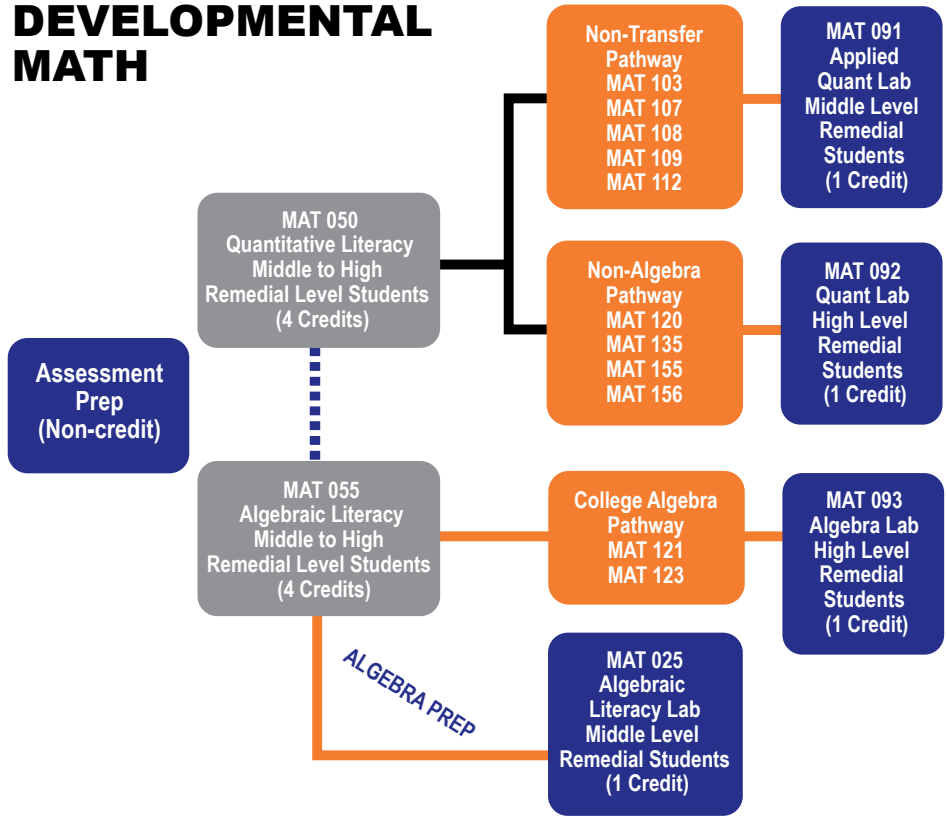 DEVELOPMENTAL
MATH
Non-Transfer
Pathway
MAT 103
MAT 107
MAT 108
MAT 109
MAT 112
MAT 091
Applied
Quant Lab
Middle Level
Remedial
Students
(1 Credit)
MAT 050
Quantitative Literacy
Middle to High
Remedial Level Students
(4 Credits)
Non-Algebra
Pathway
MAT 120
MAT 135
MAT 155
MAT 156
MAT 092
Quant Lab
High Level
Remedial
Students
(1 Credit)
Assessment
Prep
(Non-credit)
MAT 055
Algebraic Literacy
Middle to High
Remedial Level Students
(4 Credits)
College Algebra
Pathway
MAT 121
MAT 123
MAT 093
Algebra Lab
High Level
Remedial
Students
(1 Credit)
ALGEBRA PREP
MAT 025
Algebraic
Literacy Lab
Middle Level
Remedial Students
(1 Credit)